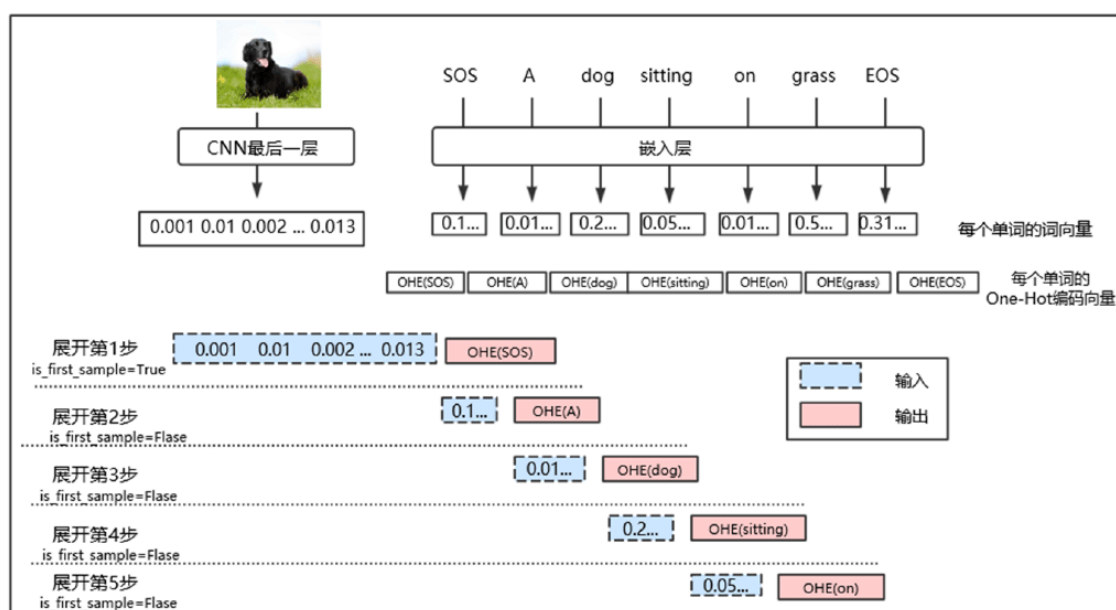 SOS A dog sitting on grass EOS
CNN最后一层
嵌入层
0.001 0.01 0.002 ... 0.013
0.1... 0.01... 0.2... 0.05... 0.01... 0.5... 0.31...
每个单词的词向量
OHE(SOS) OHE(A) OHE(dog) OHE(sitting) OHE(on) OHE(grass) OHE(EOS)
每个单词的
One-Hot编码向量
展开第1步
is_first_sample=True
0.001 0.01 0.002 ... 0.013
OHE(SOS)
输入
输出
展开第2步
is_first_sample=Flase
0.1...
OHE(A)
展开第3步
is_first_sample=Flase
0.01...
OHE(dog)
展开第4步
is_first_sample=Flase
0.2...
OHE(sitting)
展开第5步
is_first_sample=Flase
0.05...
OHE(on)